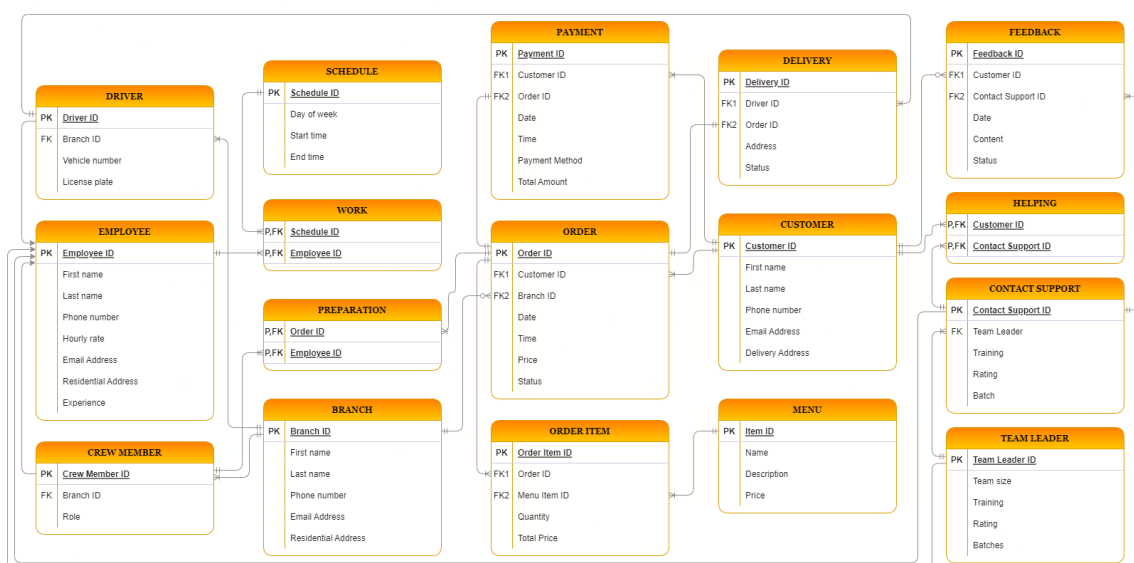 DRIVER
PK Driver ID
FK Branch ID
Vehicle number
License plate
EMPLOYEE
PK Employee ID
First name
Last name
Phone number
Hourly rate
Email Address
Residential Address
Experience
CREW MEMBER
PK Crew Member ID
FK Branch ID
Role
SCHEDULE
PK Schedule ID
Day of week
Start time
End time
WORK
P,FK Schedule ID
P,FK Employee ID
PREPARATION
P,FK Order ID
P,FK Employee ID
BRANCH
PK Branch ID
First name
Last name
Phone number
Email Address
Residential Address
PAYMENT
PK Payment ID
FK1 Customer ID
FK2 Order ID
Date
Time
Payment Method
Total Amount
ORDER
PK Order ID
FK1 Customer ID
FK2 Branch ID
Date
Time
Price
Status
ORDER ITEM
PK Order Item ID
FK1 Order ID
FK2 Menu Item ID
Quantity
Total Price
DELIVERY
PK Delivery ID
FK1 Driver ID
FK2 Order ID
Address
Status
CUSTOMER
PK Customer ID
First name
Last name
Phone number
Email Address
Delivery Address
MENU
PK Item ID
Name
Description
Price
FEEDBACK
PK Feedback ID
FK1 Customer ID
FK2 Contact Support ID
Date
Content
Status
HELPING
P,FK Customer ID
P,FK Contact Support ID
CONTACT SUPPORT
PK Contact Support ID
FK Team Leader
Training
Rating
Batch
TEAM LEADER
PK Team Leader ID
Team size
Training
Rating
Batches